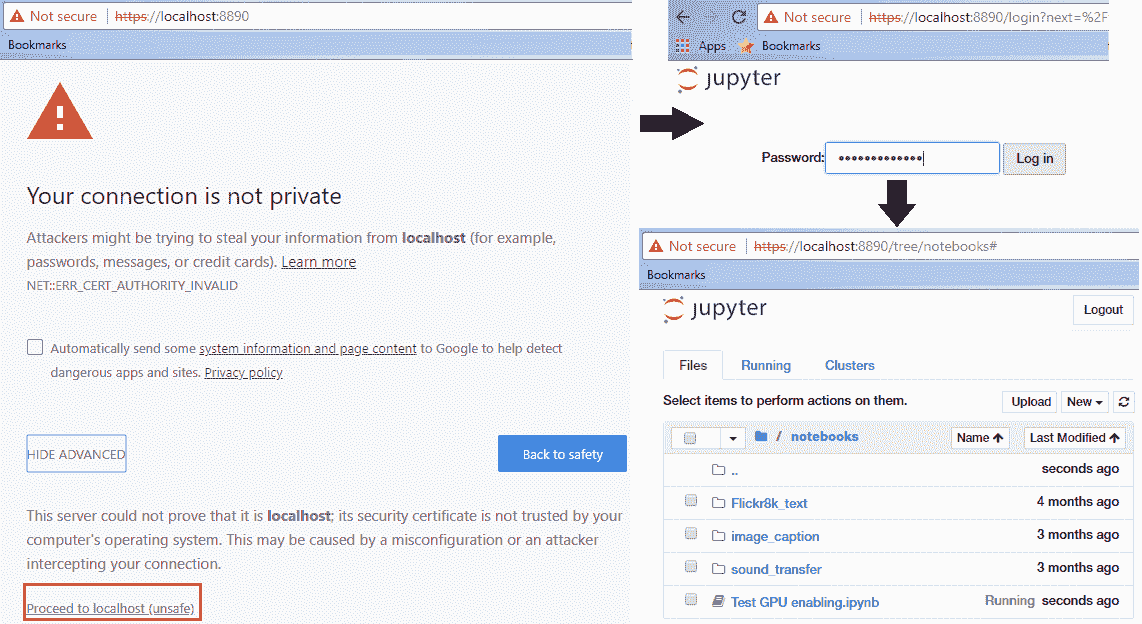 Not secure | https://localhost:8890
Bookmarks
Your connection is not private
Attackers might be trying to steal your information from localhost (for example,
passwords, messages, or credit cards). Learn more
NET::ERR_CERT_AUTHORITY_INVALID
Automatically send some system information and page content to Google to help detect
dangerous apps and sites. Privacy policy
HIDE ADVANCED
Back to safety
This server could not prove that it is localhost; its security certificate is not trusted by your
computer's operating system. This may be caused by a misconfiguration or an attacker
intercepting your connection.
Proceed to localhost (unsafe)
Not secure | https://localhost:8890/login?next=%2F
Apps Bookmarks
jupyter
Password: ••••••••••••• Log in
Not secure | https://localhost:8890/tree/notebooks#
Bookmarks
jupyter
Logout
Files Running Clusters
Select items to perform actions on them.
Upload New
/ notebooks Name Last Modified
.. seconds ago
Flickr8k_text 4 months ago
image_caption 3 months ago
sound_transfer 3 months ago
Test GPU enabling.ipynb Running seconds ago